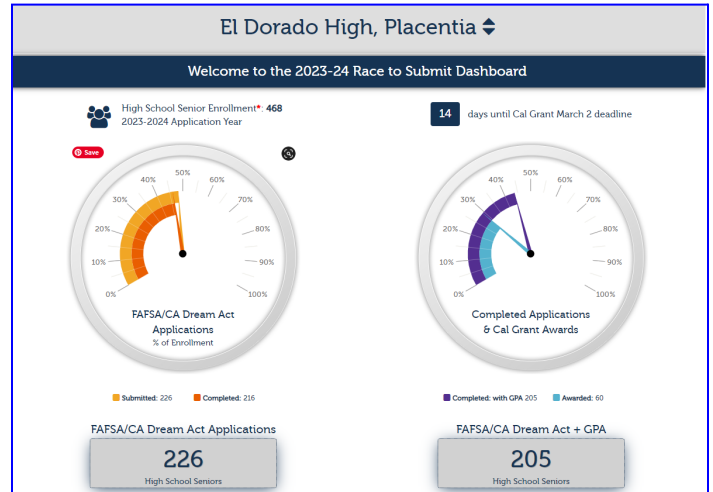 El Dorado High, Placentia
Welcome to the 2023-24 Race to Submit Dashboard
High School Senior Enrollment*: 468
2023-2024 Application Year
14 days until Cal Grant March 2 deadline
Save
0%
10%
20%
30%
40%
50%
60%
70%
80%
90%
100%
FAFSA/CA Dream Act
Applications
% of Enrollment
0%
10%
20%
30%
40%
50%
60%
70%
80%
90%
100%
Completed Applications
& Cal Grant Awards
Submitted: 226 Completed: 216
Completed: with GPA 205 Awarded: 60
FAFSA/CA Dream Act Applications
226
High School Seniors
FAFSA/CA Dream Act + GPA
205
High School Seniors